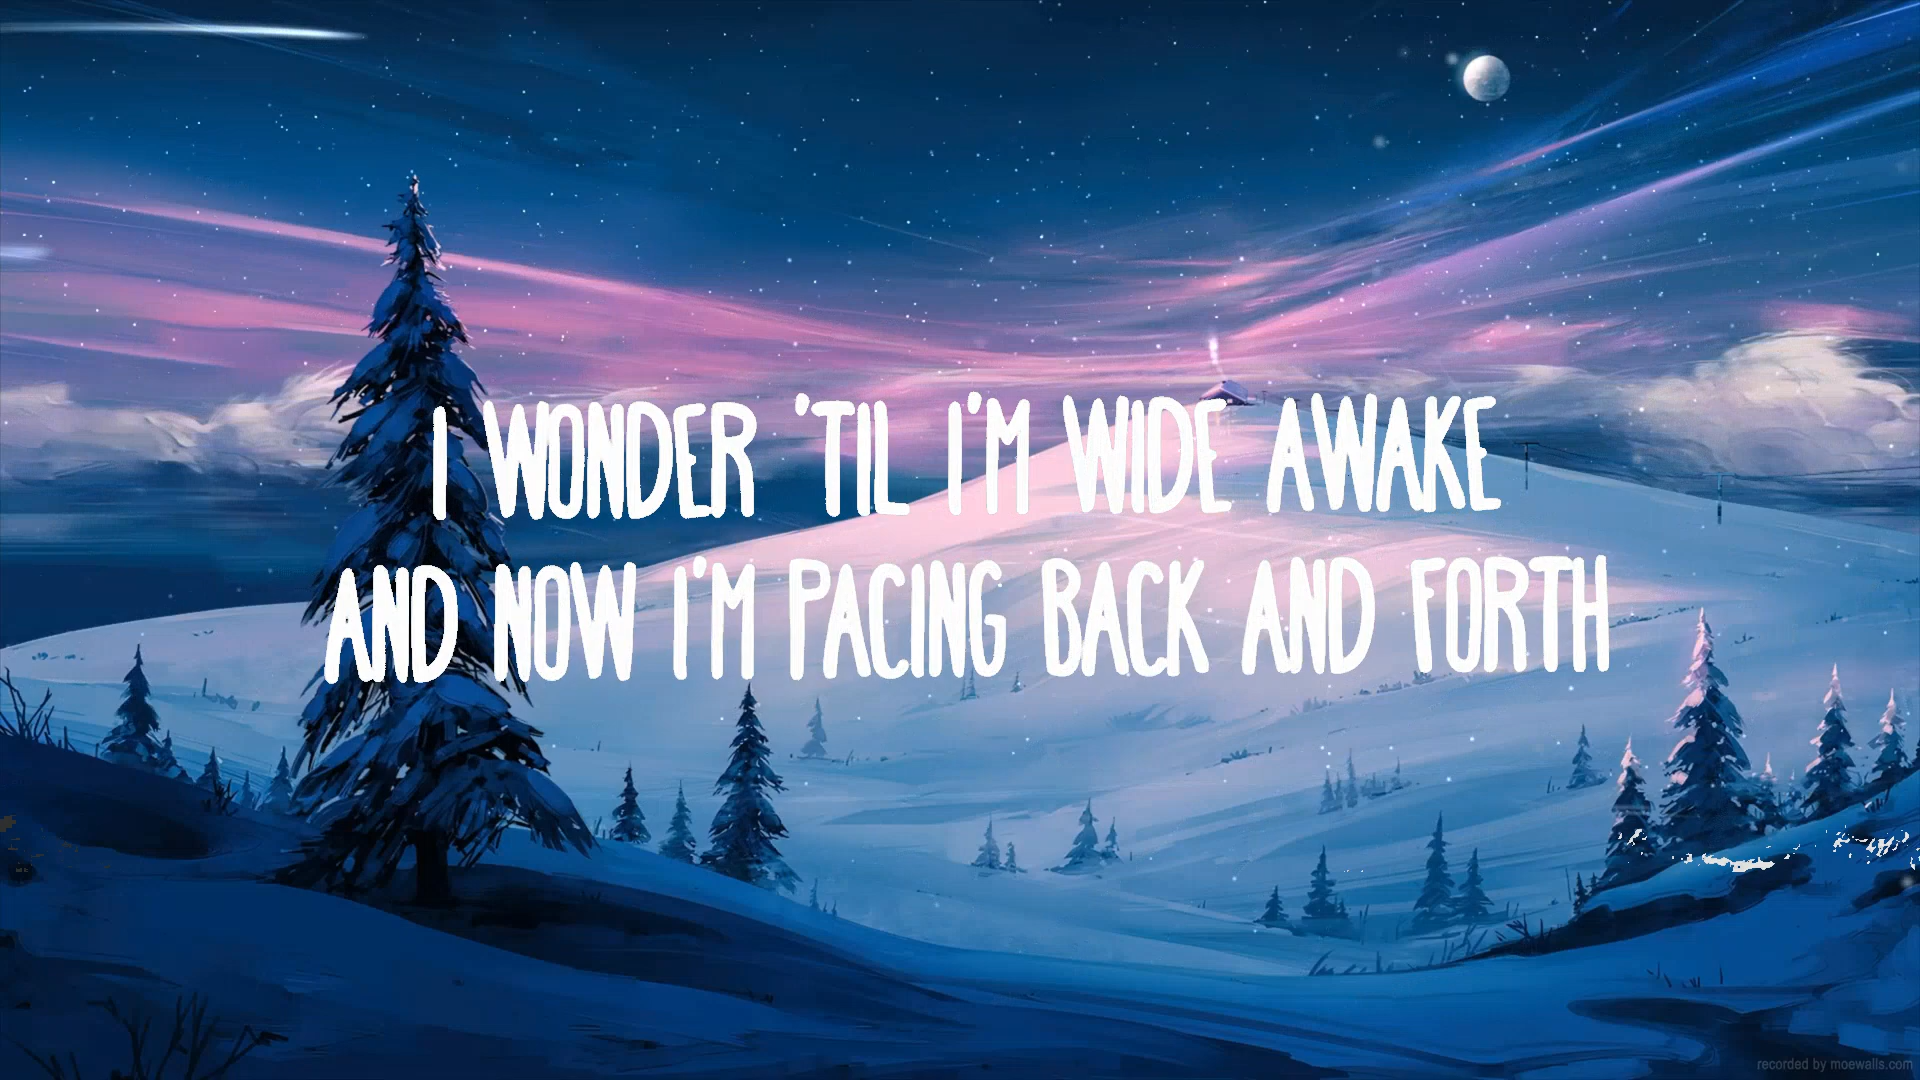 I WONDER 'TIL I'M WIDE AWAKE
AND NOW I'M PACING BACK AND FORTH
recorded by moewalls.com